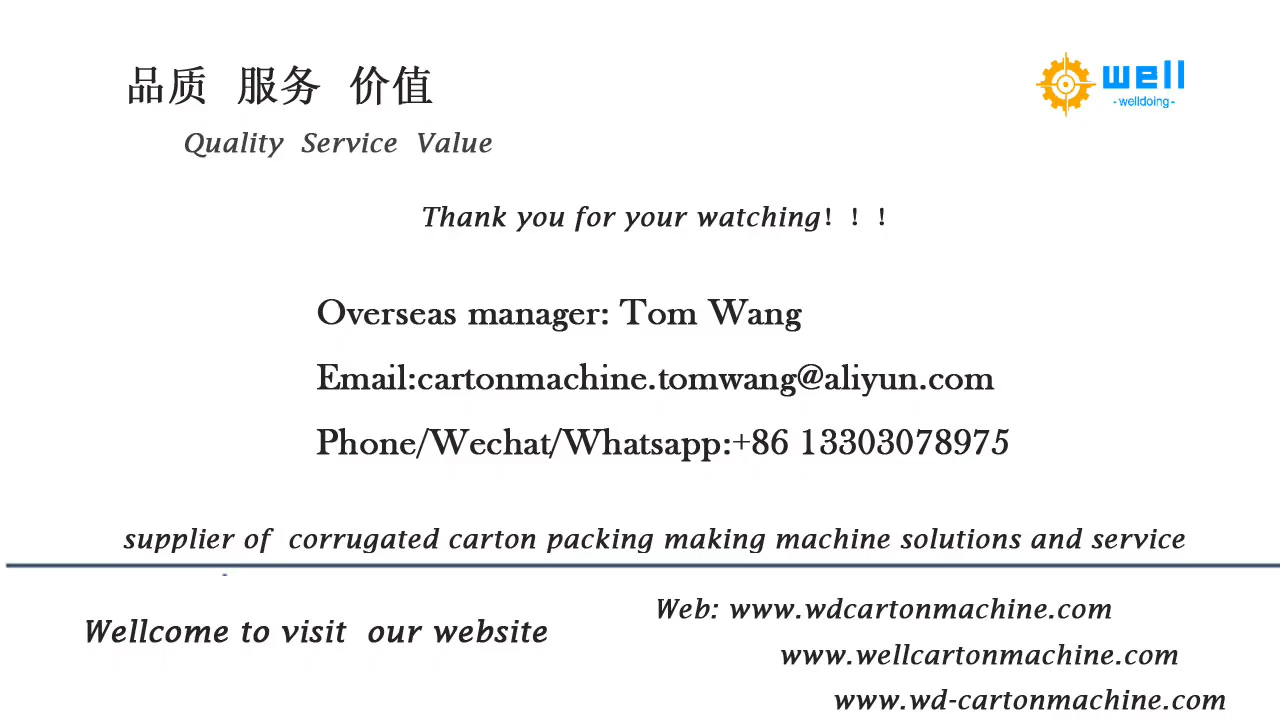 品质 服务 价值
Quality Service Value
well
-welldoing-
Thank you for your watching！！！
Overseas manager: Tom Wang
Email:cartonmachine.tomwang@aliyun.com
Phone/Wechat/Whatsapp:+86 13303078975
supplier of corrugated carton packing making machine solutions and service
Wellcome to visit our website
Web: www.wdcartonmachine.com
www.wellcartonmachine.com
www.wd-cartonmachine.com